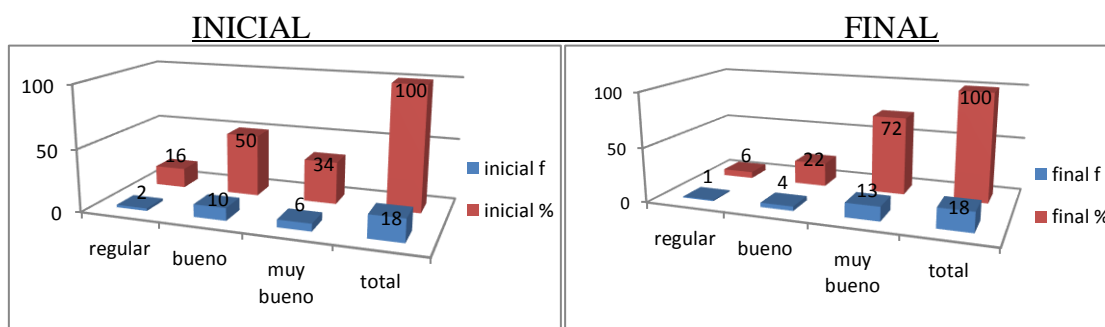 INICIAL FINAL
100
50
0
16
50
34
100
2
10
6
18
regular
bueno
muy
bueno
total
inicial f
inicial %
100
50
0
6
22
72
100
1
4
13
18
regular
bueno
muy
bueno
total
final f
final %